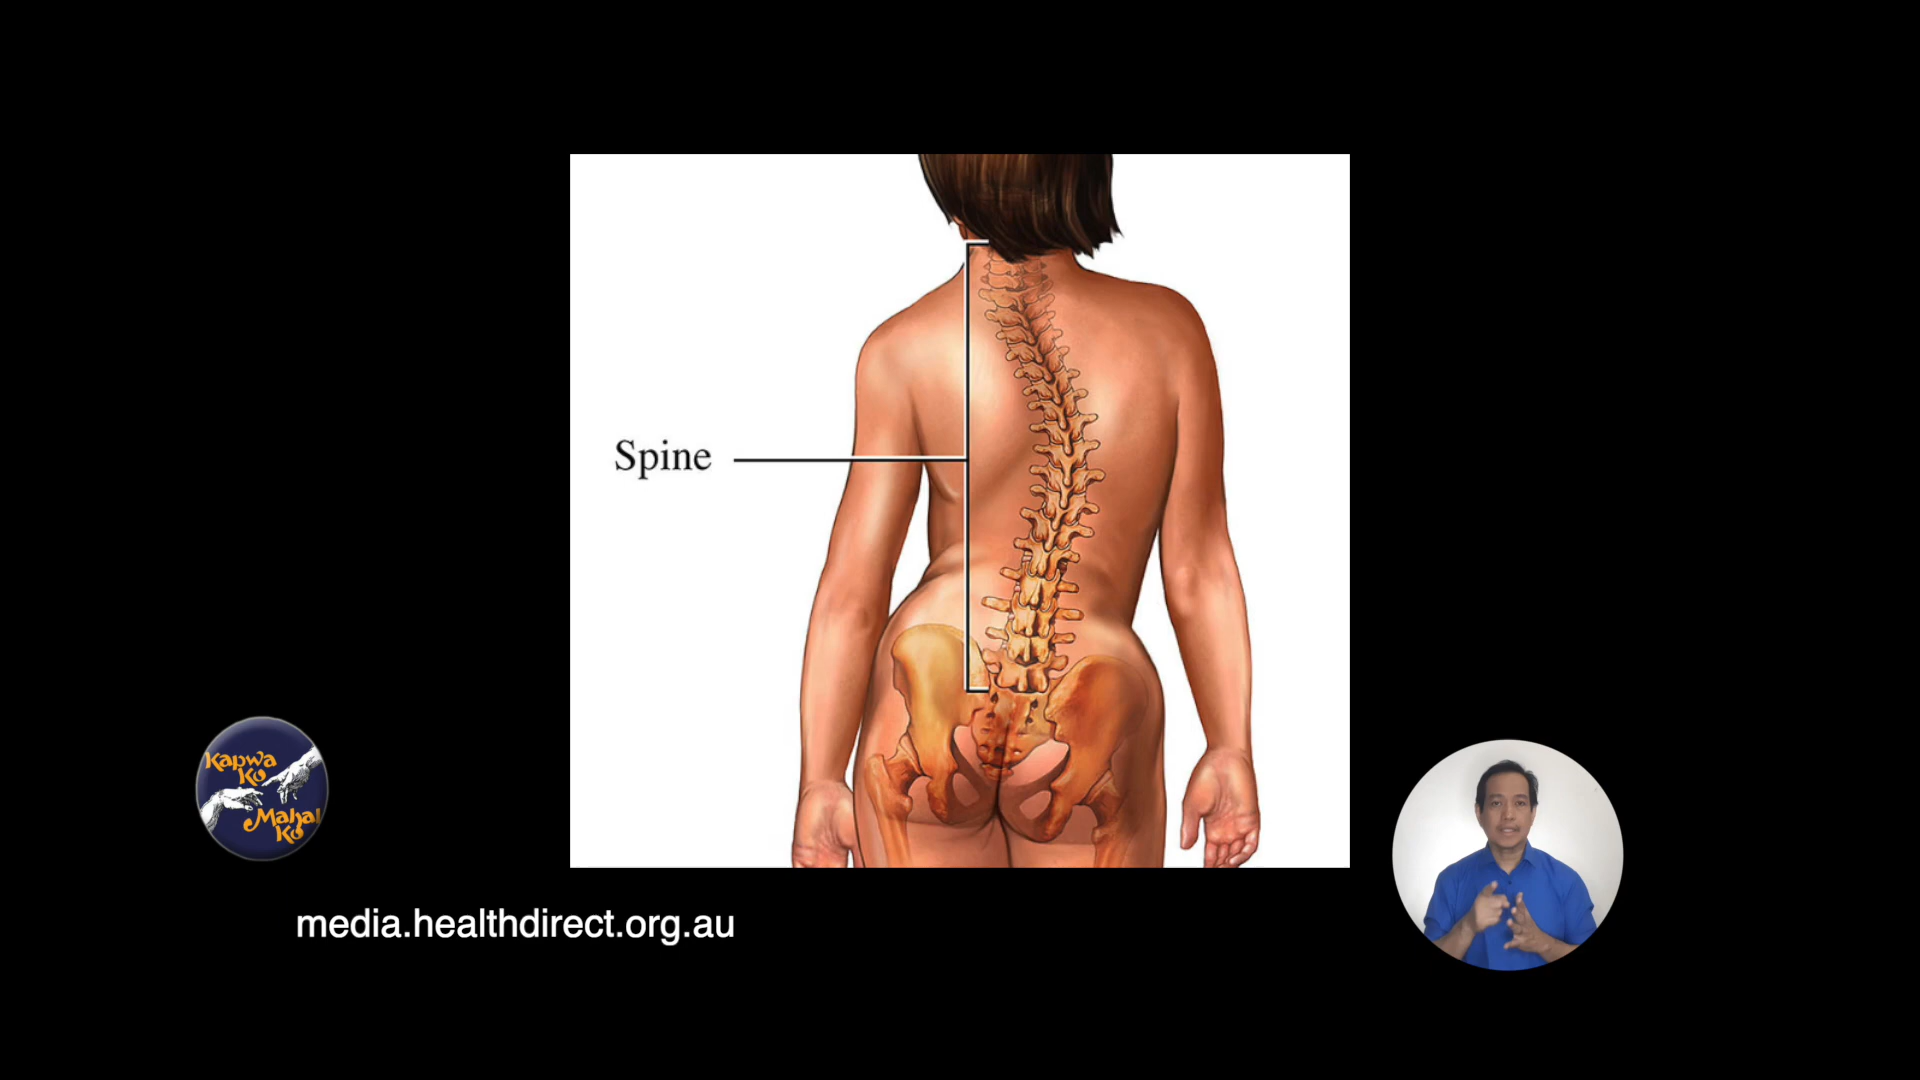 Spine
Kapwa
Ko
Mahal
Ko
media.healthdirect.org.au